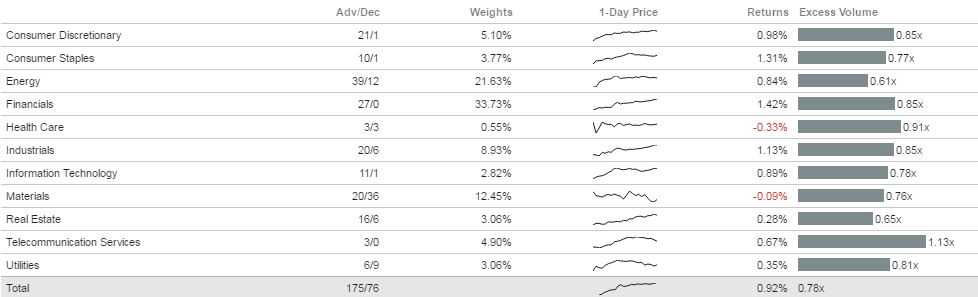 Adv/Dec Weights 1-Day Price Returns Excess Volume
Consumer Discretionary 21/1 5.10% 0.98% 0.85x
Consumer Staples 10/1 3.77% 1.31% 0.77x
Energy 39/12 21.63% 0.84% 0.61x
Financials 27/0 33.73% 1.42% 0.85x
Health Care 3/3 0.55% -0.33% 0.91x
Industrials 20/6 8.93% 1.13% 0.85x
Information Technology 11/1 2.82% 0.89% 0.78x
Materials 20/36 12.45% -0.09% 0.76x
Real Estate 16/6 3.06% 0.28% 0.65x
Telecommunication Services 3/0 4.90% 0.67% 1.13x
Utilities 6/9 3.06% 0.35% 0.81x
Total 175/76 0.92% 0.78x